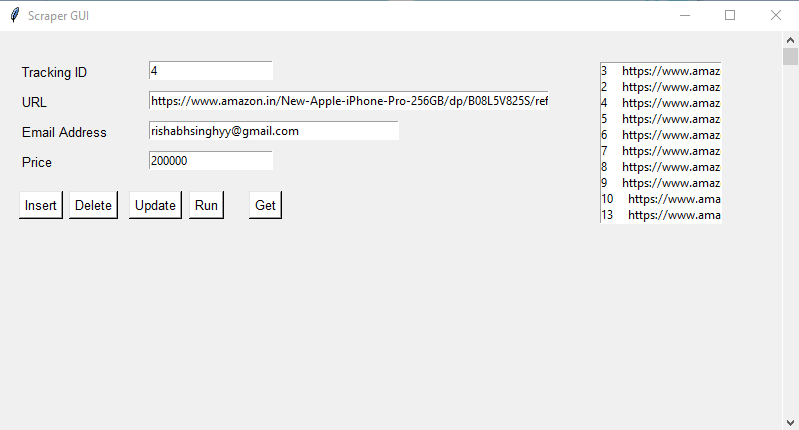 Scraper GUI
Tracking ID 4
URL https://www.amazon.in/New-Apple-iPhone-Pro-256GB/dp/B08L5V825S/ref
Email Address rishabhsinghyy@gmail.com
Price 200000
Insert Delete Update Run Get
3 https://www.amaz
2 https://www.amaz
4 https://www.amaz
5 https://www.amaz
6 https://www.amaz
7 https://www.amaz
8 https://www.amaz
9 https://www.amaz
10 https://www.ama
13 https://www.ama